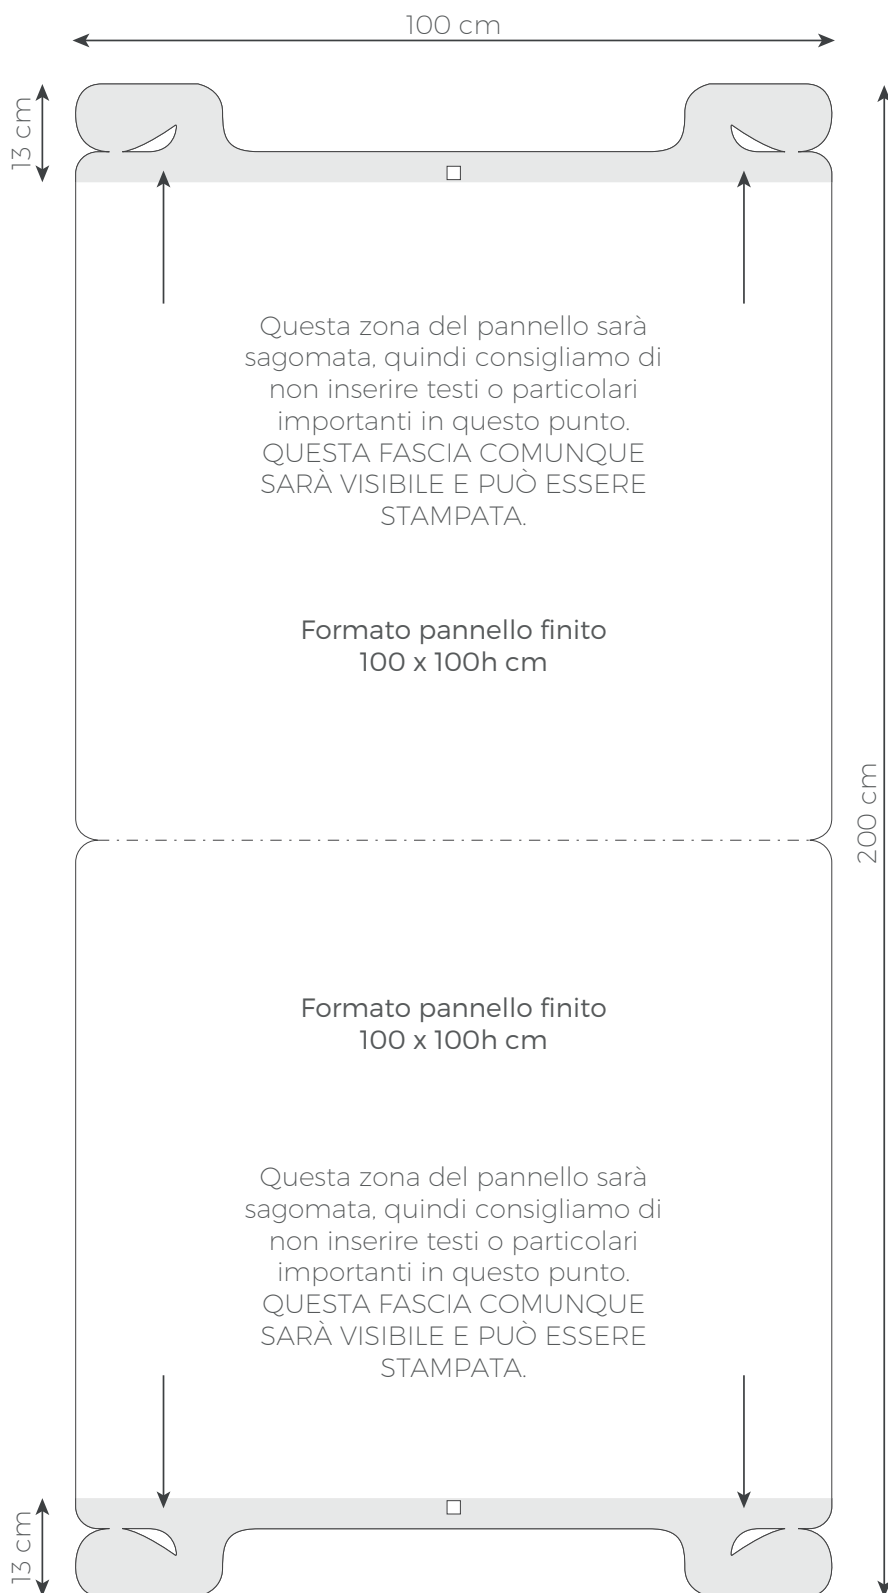 100 cm
13 cm
Questa zona del pannello sarà
sagomata, quindi consigliamo di
non inserire testi o particolari
importanti in questo punto.
QUESTA FASCIA COMUNQUE
SARÀ VISIBILE E PUÒ ESSERE
STAMPATA.
Formato pannello finito
100 x 100h cm
200 cm
Formato pannello finito
100 x 100h cm
Questa zona del pannello sarà
sagomata, quindi consigliamo di
non inserire testi o particolari
importanti in questo punto.
QUESTA FASCIA COMUNQUE
SARÀ VISIBILE E PUÒ ESSERE
STAMPATA.
13 cm